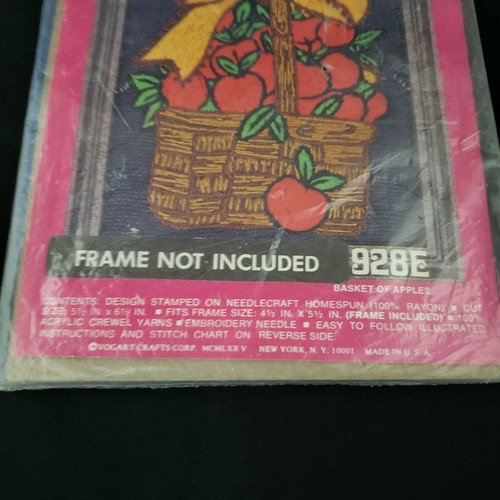 FRAME NOT INCLUDED 928E
BASKET OF APPLES
CONTENTS: DESIGN STAMPED ON NEEDLECRAFT HOMESPUN (100% RAYON) ■ CUT
SIZE: 5½ IN. X 6½ IN. ■ FITS FRAME SIZE: 4½ IN. X 5½ IN. (FRAME INCLUDED) ■ 100%
ACRYLIC CREWEL YARNS ■ EMBROIDERY NEEDLE ■ EASY TO FOLLOW ILLUSTRATED
INSTRUCTIONS AND STITCH CHART ON REVERSE SIDE.
©VOGART CRAFTS CORP. MCMLXXV NEW YORK, N.Y. 10001 MADE IN U.S.A.